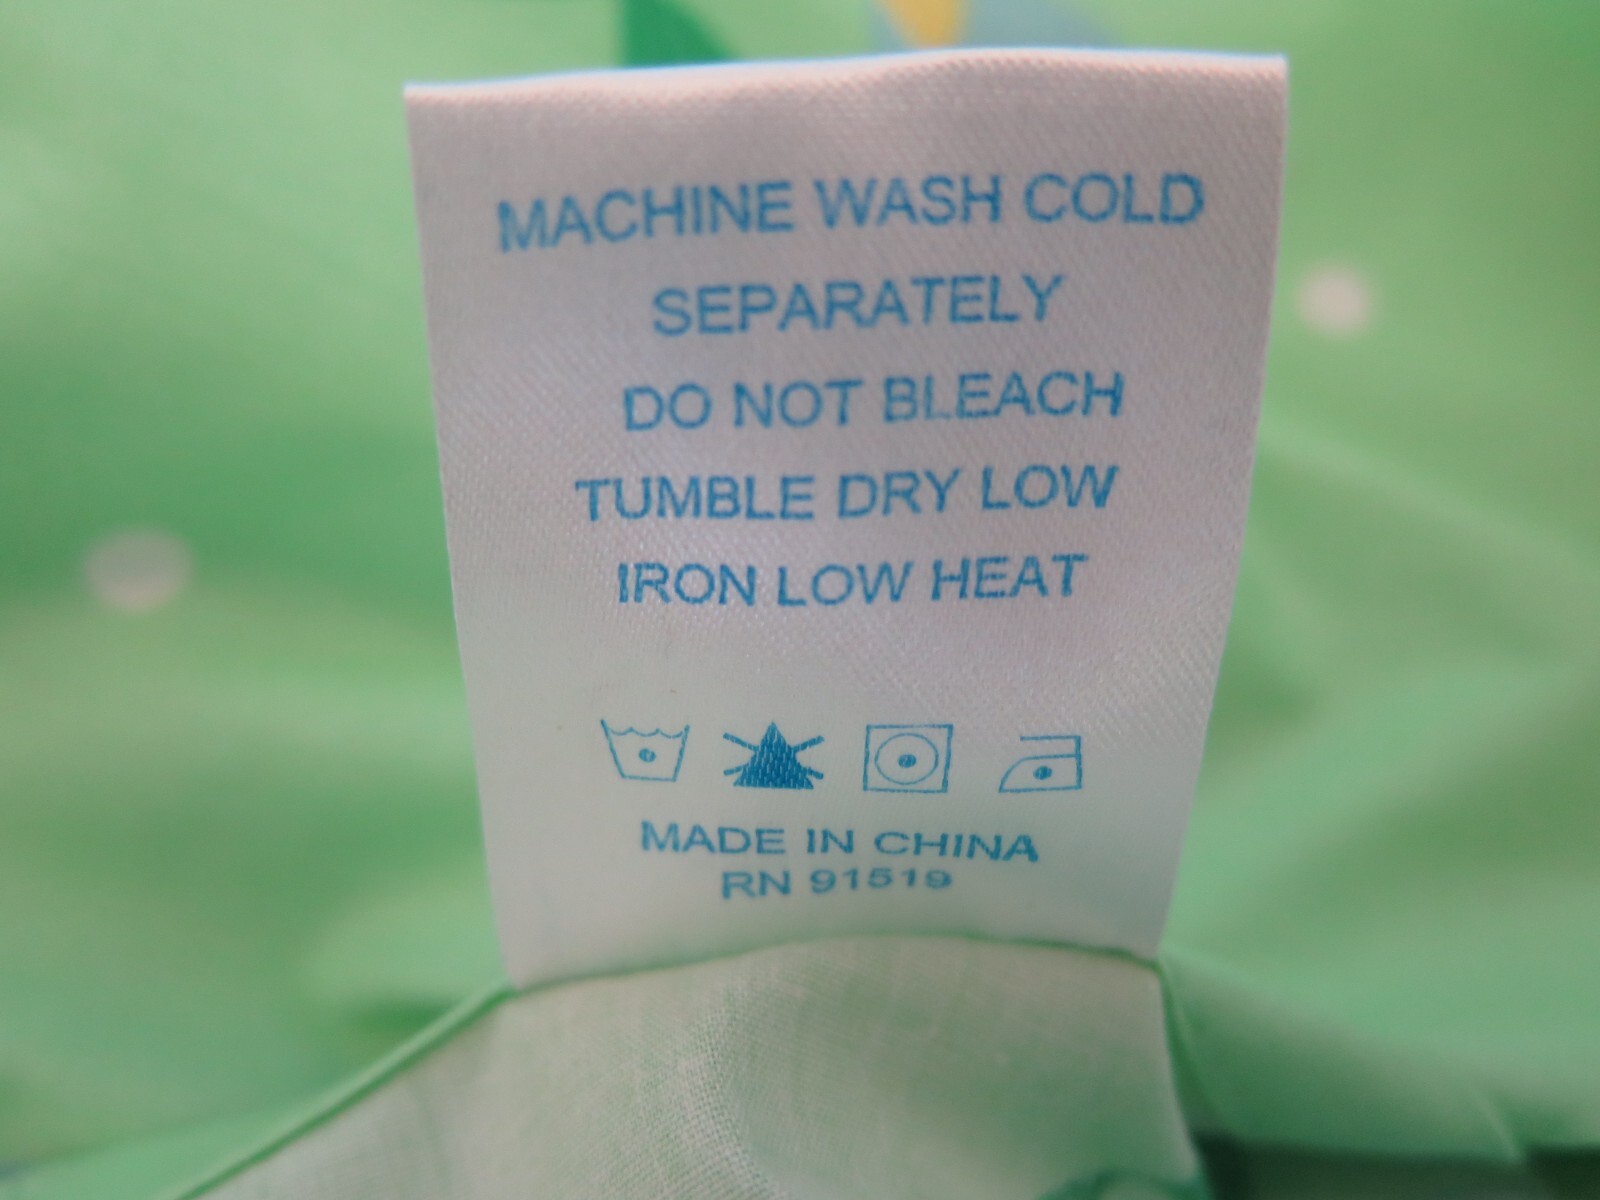 MACHINE WASH COLD
SEPARATELY
DO NOT BLEACH
TUMBLE DRY LOW
IRON LOW HEAT
MADE IN CHINA
RN 91519